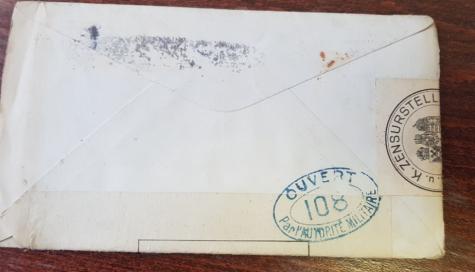 ZENSURSTELL
K.u.K.
OUVERT
108
Par l'AUTORITÉ MILITAIRE